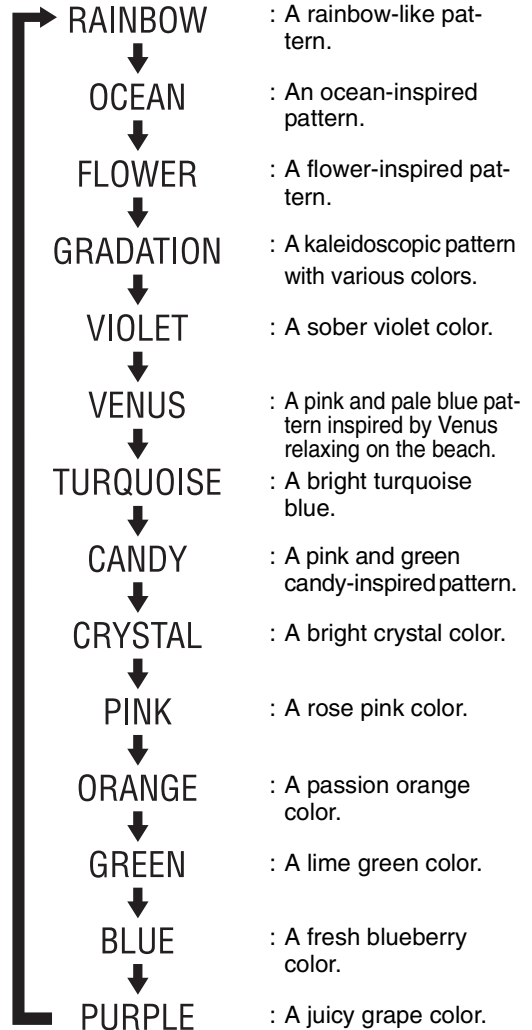 RAINBOW : A rainbow-like pat-
tern.
OCEAN : An ocean-inspired
pattern.
FLOWER : A flower-inspired pat-
tern.
GRADATION : A kaleidoscopic pattern
with various colors.
VIOLET : A sober violet color.
VENUS : A pink and pale blue pat-
tern inspired by Venus
relaxing on the beach.
TURQUOISE : A bright turquoise
blue.
CANDY : A pink and green
candy-inspired pattern.
CRYSTAL : A bright crystal color.
PINK : A rose pink color.
ORANGE : A passion orange
color.
GREEN : A lime green color.
BLUE : A fresh blueberry
color.
PURPLE : A juicy grape color.